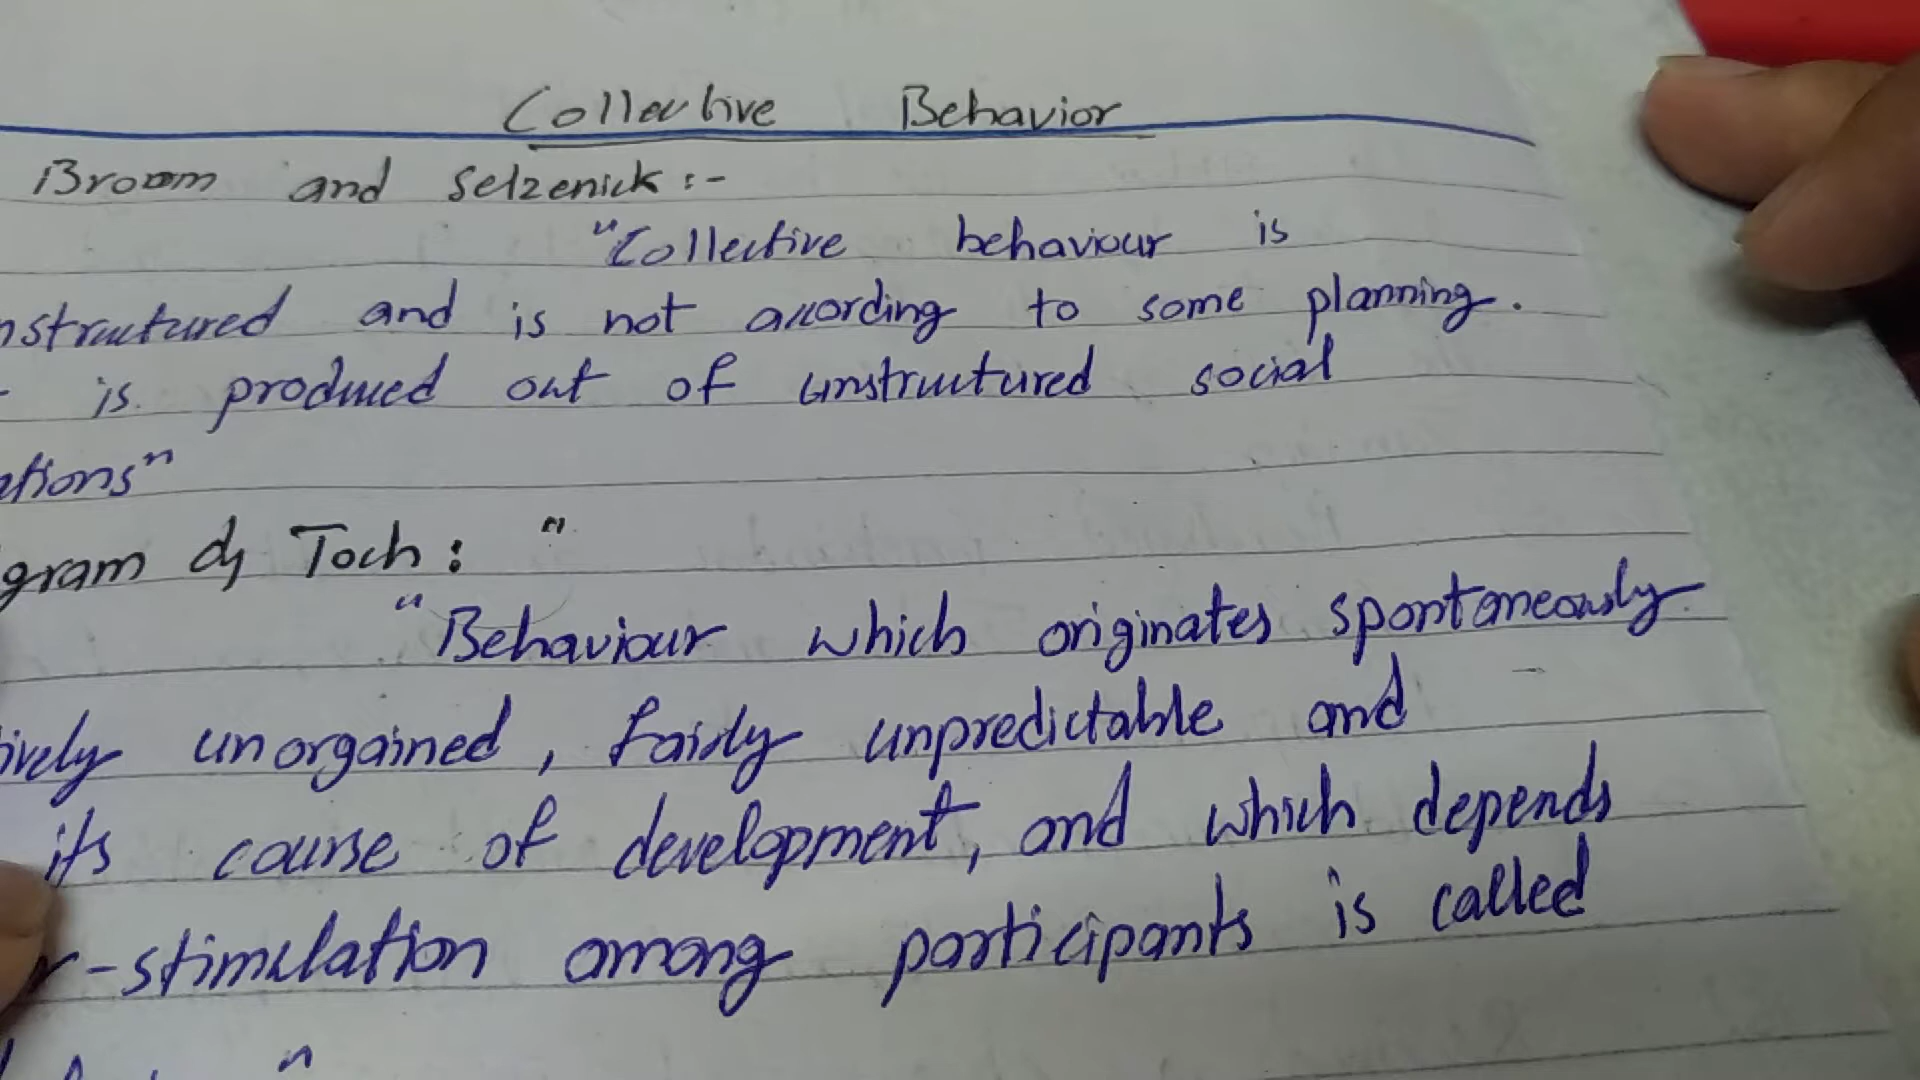 Collective Behavior
Broom and Selzenick :-
"Collective behaviour is
nstructured and is not according to some planning.
is produced out of unstructured social
ations"
gram & Toch : "
"Behaviour which originates spontaneously
ively unorgained, fairly unpredictable and
its course of development, and which depends
r-stimulation among participants is called
"